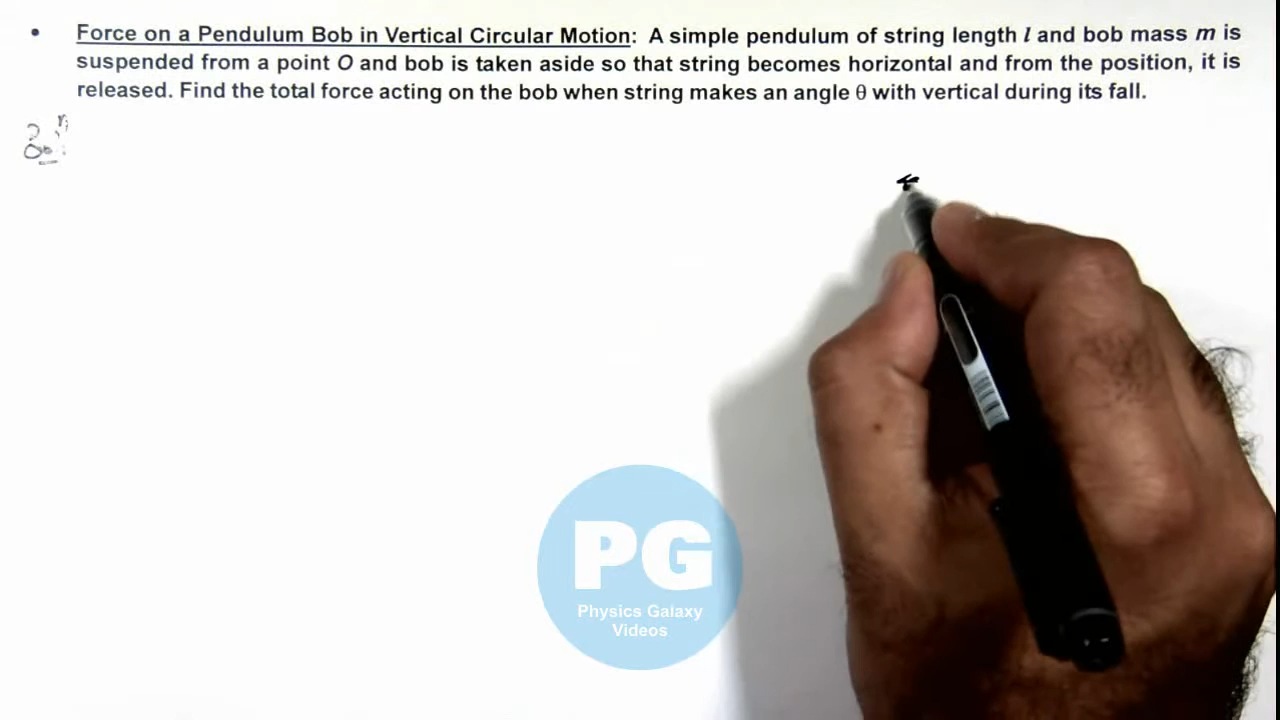 • Force on a Pendulum Bob in Vertical Circular Motion: A simple pendulum of string length l and bob mass m is
suspended from a point O and bob is taken aside so that string becomes horizontal and from the position, it is
released. Find the total force acting on the bob when string makes an angle θ with vertical during its fall.
PG
Physics Galaxy
Videos